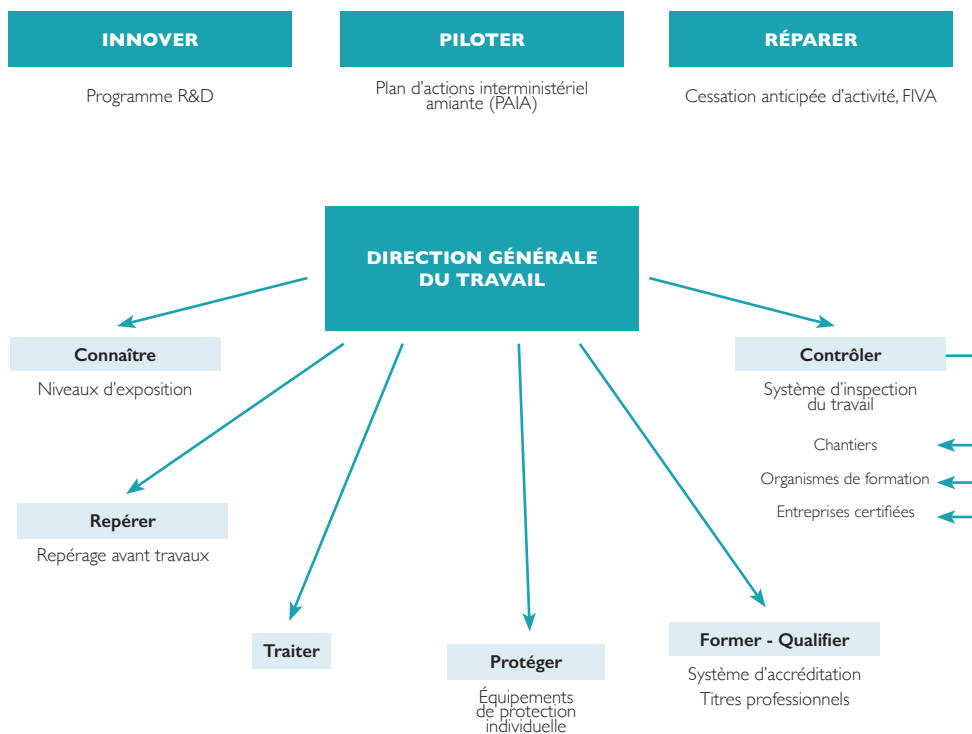 INNOVER
Programme R&D
PILOTER
Plan d'actions interministériel
amiante (PAIA)
RÉPARER
Cessation anticipée d'activité, FIVA
DIRECTION GÉNÉRALE
DU TRAVAIL
Connaître
Niveaux d'exposition
Contrôler
Système d'inspection
du travail
Chantiers
Organismes de formation
Entreprises certifiées
Repérer
Repérage avant travaux
Traiter
Protéger
Équipements
de protection
individuelle
Former - Qualifier
Système d'accréditation
Titres professionnels